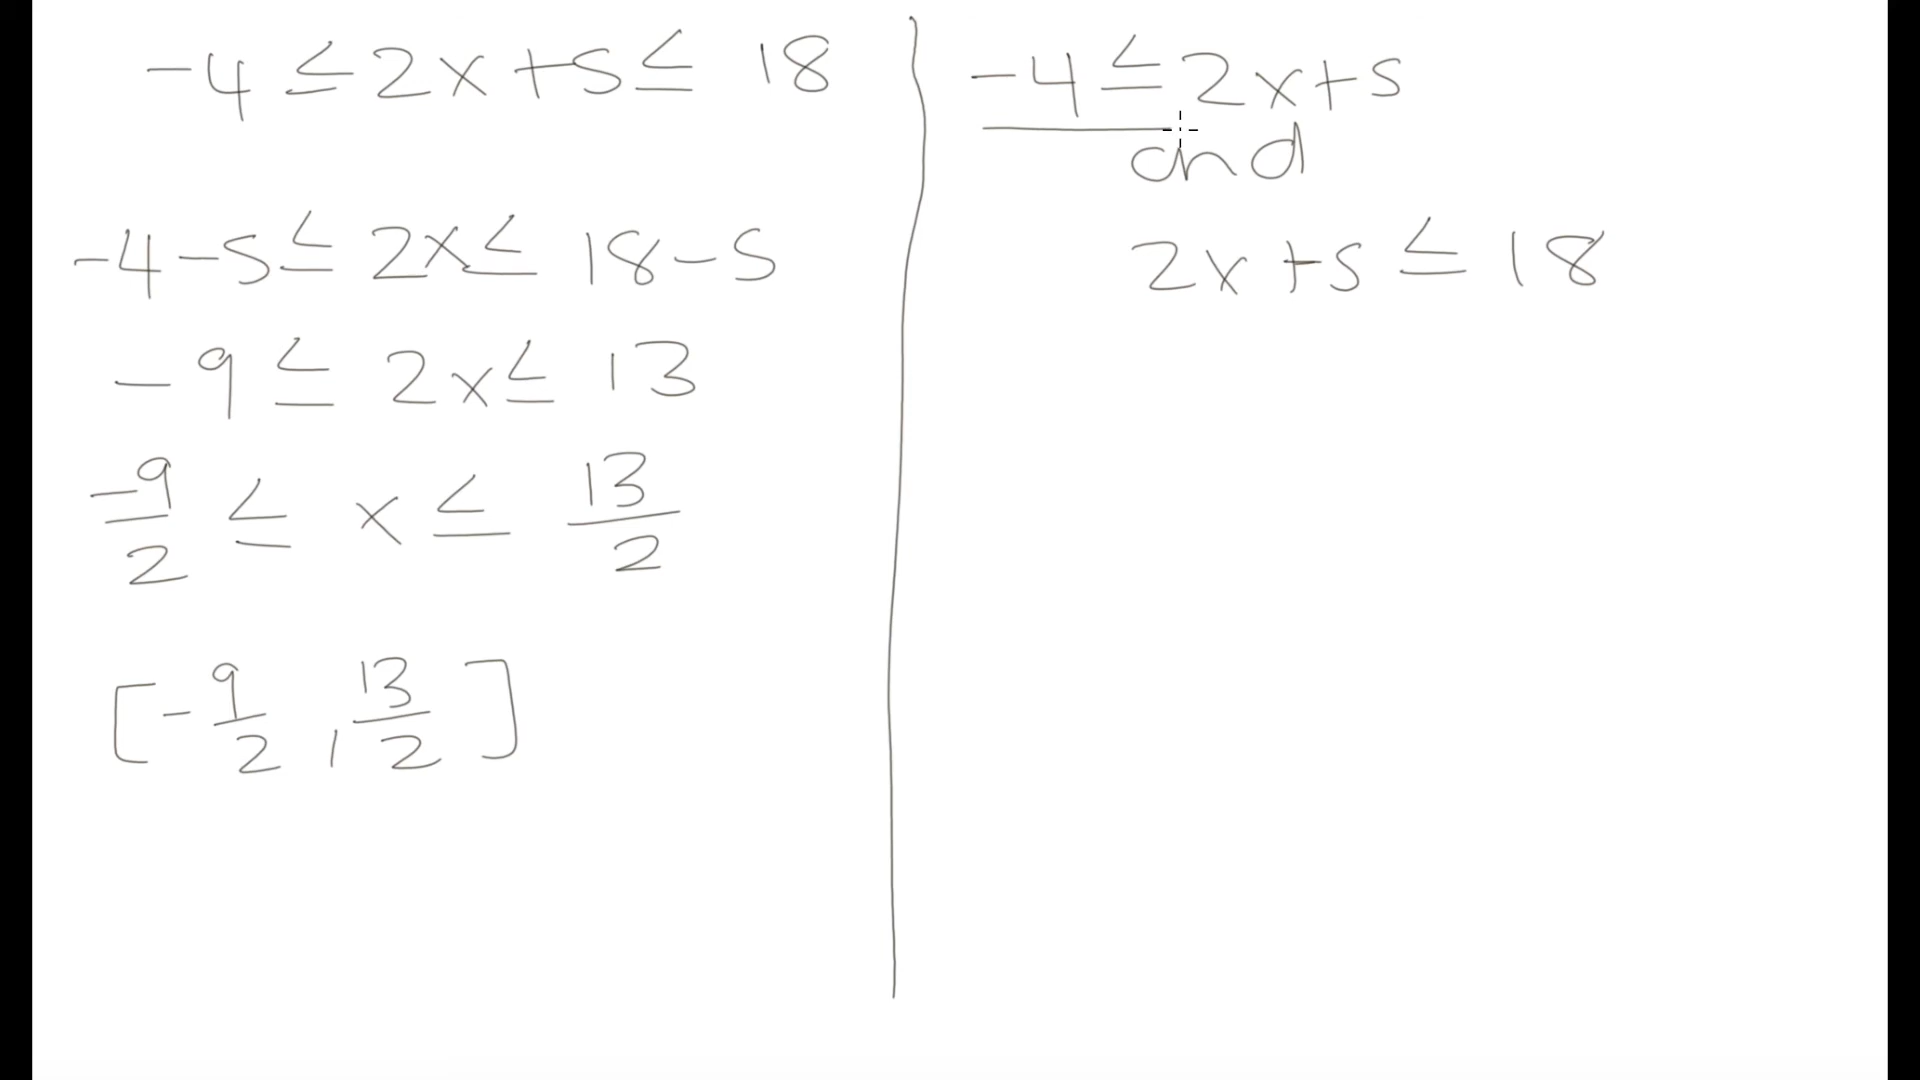 -4 ≤ 2x + 5 ≤ 18
-4 - 5 ≤ 2x ≤ 18 - 5
-9 ≤ 2x ≤ 13
-9/2 ≤ x ≤ 13/2
[-9/2, 13/2]
-4 ≤ 2x + 5
and
2x + 5 ≤ 18